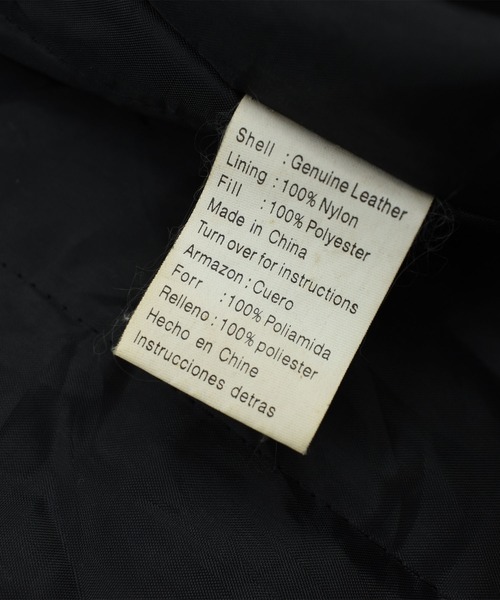 Shell : Genuine Leather
Lining : 100% Nylon
Fill : 100% Polyester
Made in China
Turn over for instructions
Armazon : Cuero
Forr : 100% Poliamida
Relleno : 100% poliester
Hecho en Chine
Instrucciones detras